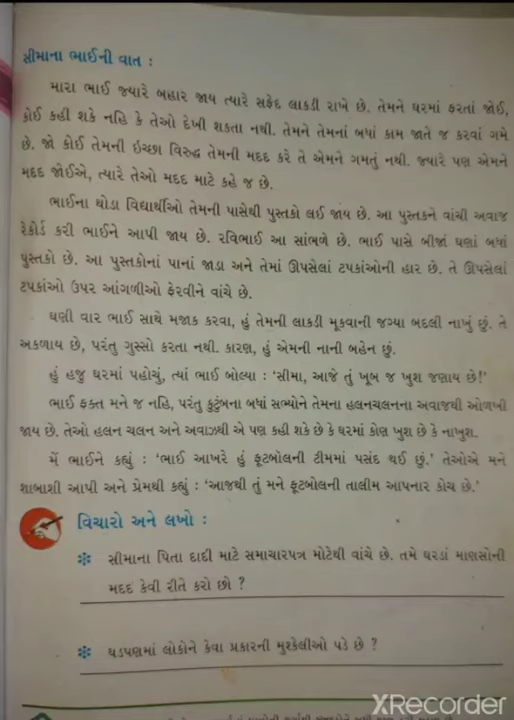 સીમાના ભાઈની વાત :
મારા ભાઈ જ્યારે બહાર જાય ત્યારે સફેદ લાકડી રાખે છે. તેમને ઘરમાં ફરતાં જોઈ,
કોઈ કહી શકે નહિ કે તેઓ દેખી શકતા નથી. તેમને તેમનાં બધાં કામ જાતે જ કરવાં ગમે
છે. જો કોઈ તેમની ઇચ્છા વિરુદ્ધ તેમની મદદ કરે તે એમને ગમતું નથી. જ્યારે પણ એમને
મદદ જોઈએ, ત્યારે તેઓ મદદ માટે કહે જ છે.
ભાઈના થોડા વિદ્યાર્થીઓ તેમની પાસેથી પુસ્તકો લઈ જાય છે. આ પુસ્તકને વાંચી અવાજ
રેકોર્ડ કરી ભાઈને આપી જાય છે. રવિભાઈ આ સાંભળે છે. ભાઈ પાસે બીજાં ઘણાં બધાં
પુસ્તકો છે. આ પુસ્તકોનાં પાનાં જાડા અને તેમાં ઊપસેલાં ટપકાંઓની હાર છે. તે ઊપસેલાં
ટપકાંઓ ઉપર આંગળીઓ ફેરવીને વાંચે છે.
ઘણી વાર ભાઈ સાથે મજાક કરવા, હું તેમની લાકડી મૂકવાની જગ્યા બદલી નાખું છું. તે
અકળાય છે, પરંતુ ગુસ્સો કરતા નથી. કારણ, હું એમની નાની બહેન છું.
હું હજુ ઘરમાં પહોચું, ત્યાં ભાઈ બોલ્યા : ‘સીમા, આજે તું ખૂબ જ ખુશ જણાય છે!’
ભાઈ ફક્ત મને જ નહિ, પરંતુ કુટુંબના બધાં સભ્યોને તેમના હલનચલનના અવાજથી ઓળખી
જાય છે. તેઓ હલન ચલન અને અવાઝથી એ પણ કહી શકે છે કે ઘરમાં કોણ ખુશ છે કે નાખુશ.
મેં ભાઈને કહ્યું : ‘ભાઈ આખરે હું ફૂટબોલની ટીમમાં પસંદ થઈ છું.’ તેઓએ મને
શાબાશી આપી અને પ્રેમથી કહ્યું : ‘આજથી તું મને ફૂટબોલની તાલીમ આપનાર કોચ છે.’
વિચારો અને લખો :
✻ સીમાના પિતા દાદી માટે સમાચારપત્ર મોટેથી વાંચે છે. તમે ઘરડાં માણસોની
મદદ કેવી રીતે કરો છો ?
✻ ઘડપણમાં લોકોને કેવા પ્રકારની મુશ્કેલીઓ પડે છે ?
XRecorder